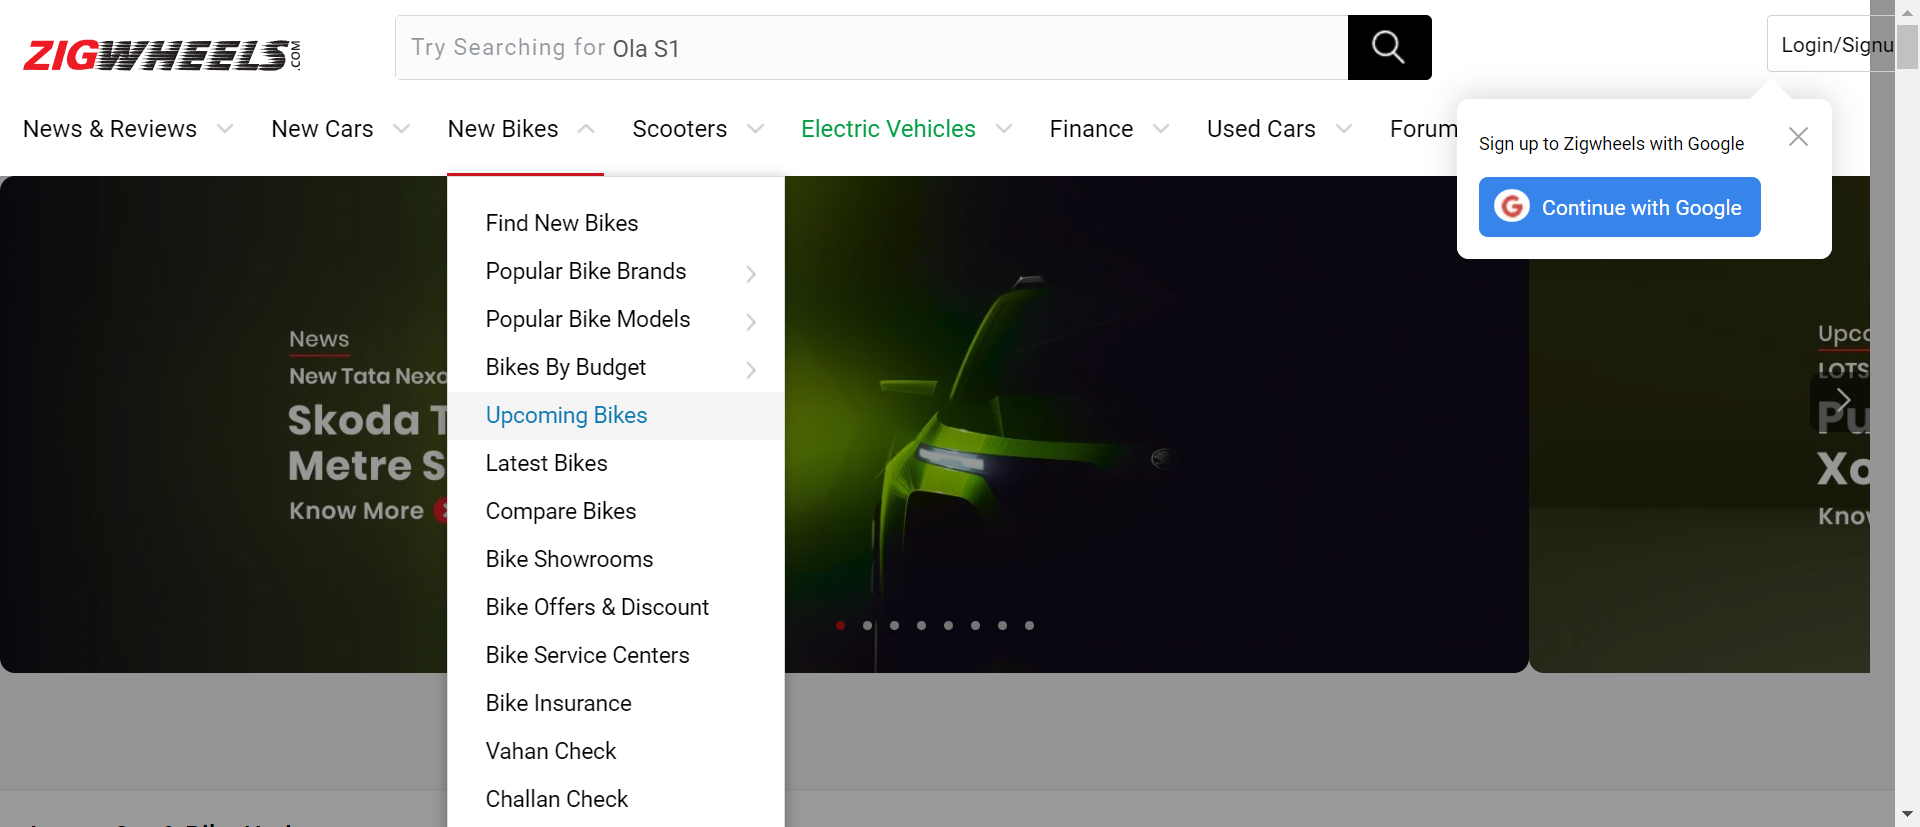 ZIGWHEELS.COM
Try Searching for Ola S1
Login/Signu
News & Reviews
New Cars
New Bikes
Scooters
Electric Vehicles
Finance
Used Cars
Forum
Sign up to Zigwheels with Google
Continue with Google
Find New Bikes
Popular Bike Brands
Popular Bike Models
Bikes By Budget
Upcoming Bikes
Latest Bikes
Compare Bikes
Bike Showrooms
Bike Offers & Discount
Bike Service Centers
Bike Insurance
Vahan Check
Challan Check
News
New Tata Nexo
Skoda T
Metre S
Know More
Upco
LOTS
Pu
Xo
Know